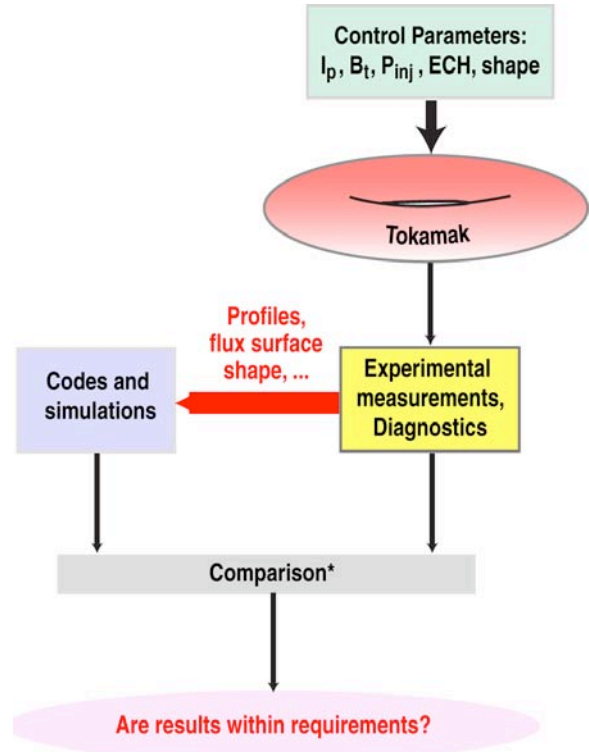 Control Parameters:
Ip, Bt, Pinj , ECH, shape
Tokamak
Profiles,
flux surface
shape, ...
Codes and
simulations
Experimental
measurements,
Diagnostics
Comparison*
Are results within requirements?